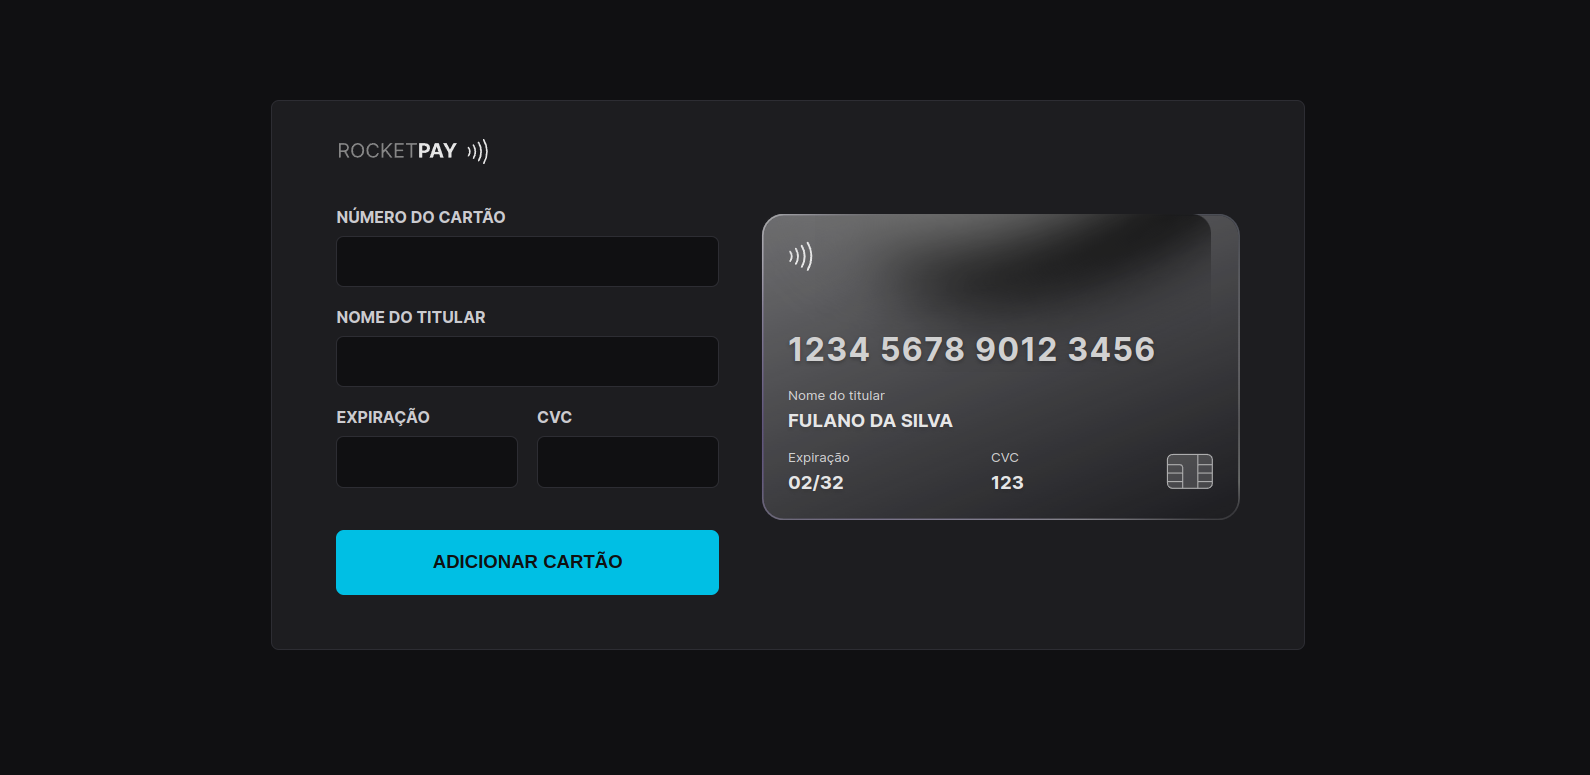 ROCKETPAY
NÚMERO DO CARTÃO
NOME DO TITULAR
EXPIRAÇÃO CVC
ADICIONAR CARTÃO
1234 5678 9012 3456
Nome do titular
FULANO DA SILVA
Expiração CVC
02/32 123